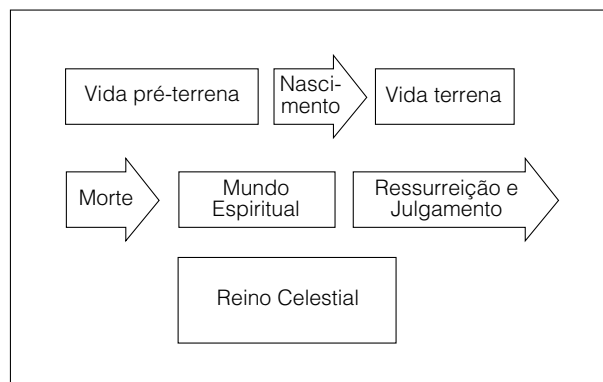 Vida pré-terrena
Nasci-
mento
Vida terrena
Morte
Mundo
Espiritual
Ressurreição e
Julgamento
Reino Celestial